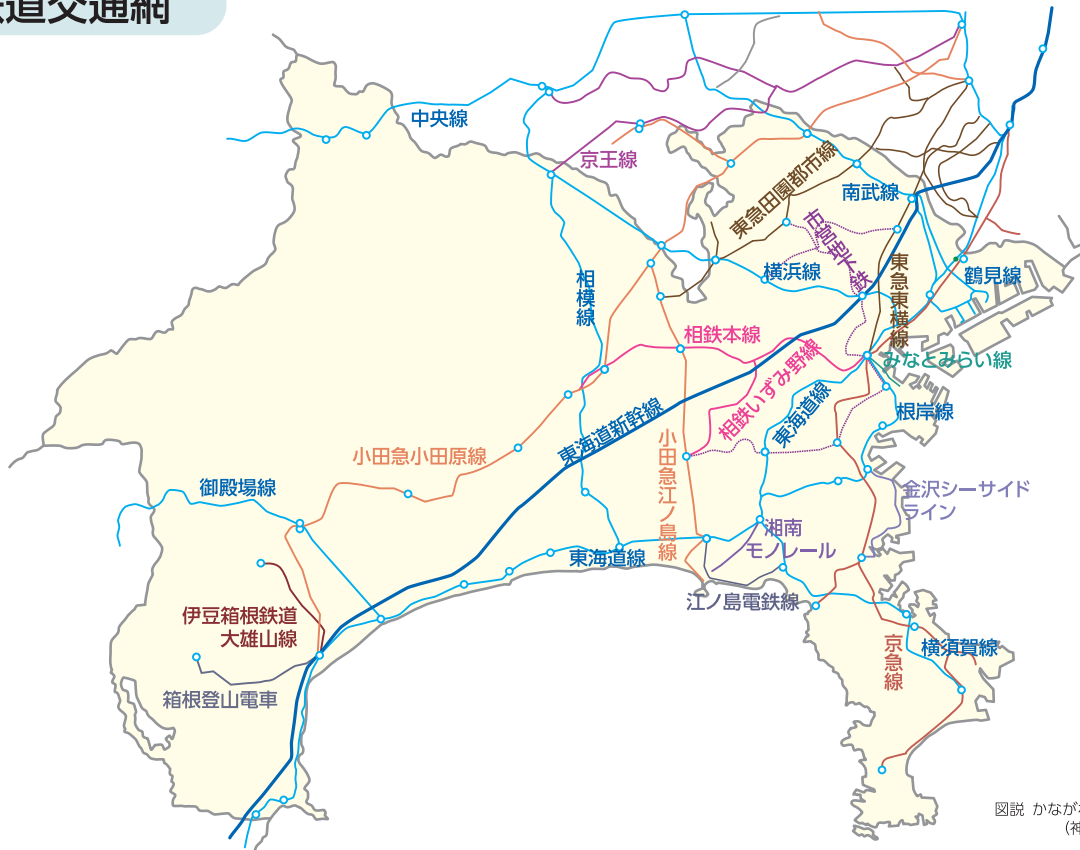 鉄道交通網
中央線
京王線
東急田園都市線
南武線
市営地下鉄
横浜線
東急東横線
鶴見線
相模線
相鉄本線
相鉄いずみ野線
みなとみらい線
東海道線
根岸線
東海道新幹線
小田急小田原線
小田急江ノ島線
御殿場線
金沢シーサイド
ライン
湘南
モノレール
東海道線
江ノ島電鉄線
伊豆箱根鉄道
大雄山線
京急線
横須賀線
箱根登山電車
図説 かなが
(神